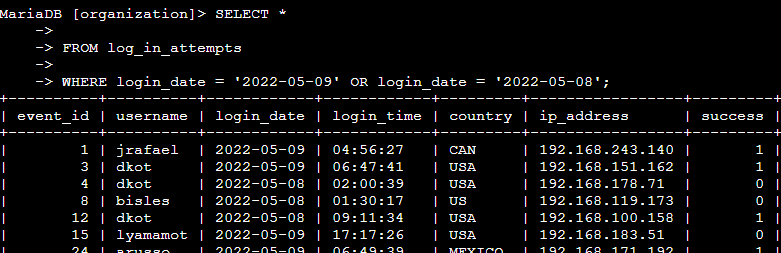 MariaDB [organization]> SELECT *
    ->
    -> FROM log_in_attempts
    ->
    -> WHERE login_date = '2022-05-09' OR login_date = '2022-05-08';
+----------+----------+------------+------------+---------+-----------------+---------+
| event_id | username | login_date | login_time | country | ip_address      | success |
+----------+----------+------------+------------+---------+-----------------+---------+
|        1 | jrafael  | 2022-05-09 | 04:56:27   | CAN     | 192.168.243.140 |       1 |
|        3 | dkot     | 2022-05-09 | 06:47:41   | USA     | 192.168.151.162 |       1 |
|        4 | dkot     | 2022-05-08 | 02:00:39   | USA     | 192.168.178.71  |       0 |
|        8 | bisles   | 2022-05-08 | 01:30:17   | US      | 192.168.119.173 |       0 |
|       12 | dkot     | 2022-05-08 | 09:11:34   | USA     | 192.168.100.158 |       1 |
|       15 | lyamamot | 2022-05-09 | 17:17:26   | USA     | 192.168.183.51  |       0 |
|       24 | arusso   | 2022-05-09 | 06:49:39   | MEXICO  | 192.168.171.192 |       1 |